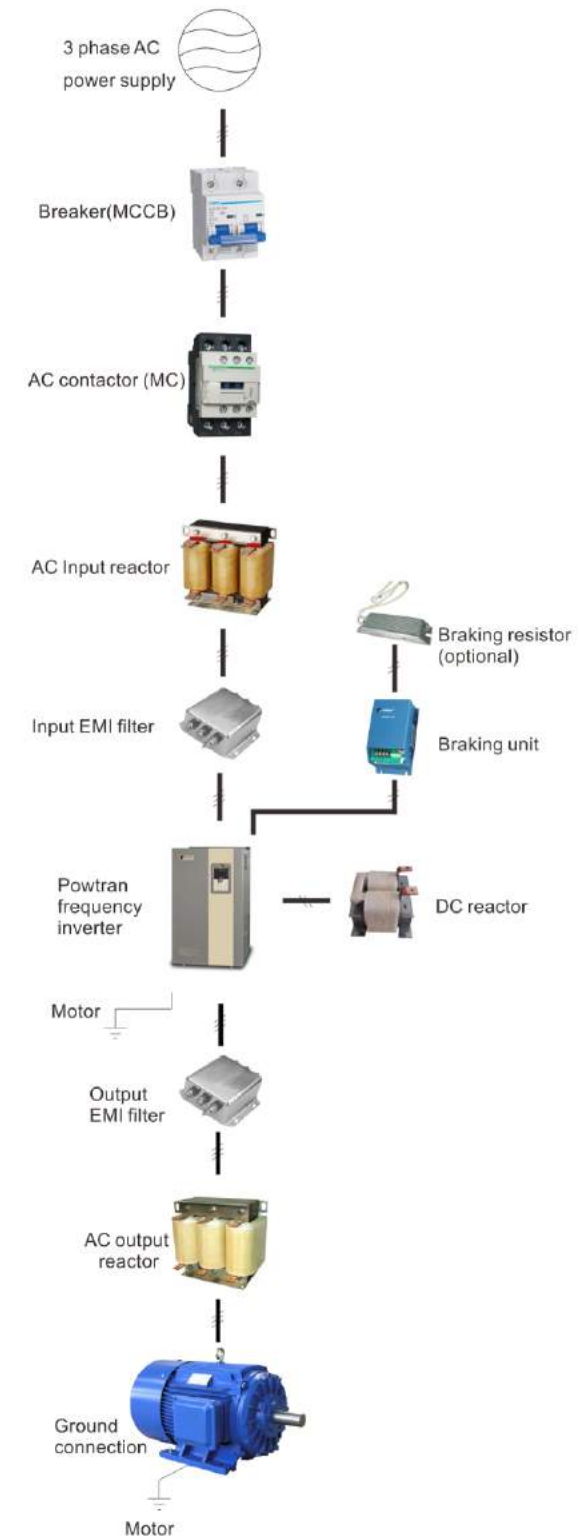 3 phase AC
power supply
Breaker(MCCB)
AC contactor (MC)
AC Input reactor
Braking resistor
(optional)
Input EMI filter
Braking unit
Powtran
frequency
inverter
DC reactor
Motor
Output
EMI filter
AC output
reactor
Ground
connection
Motor